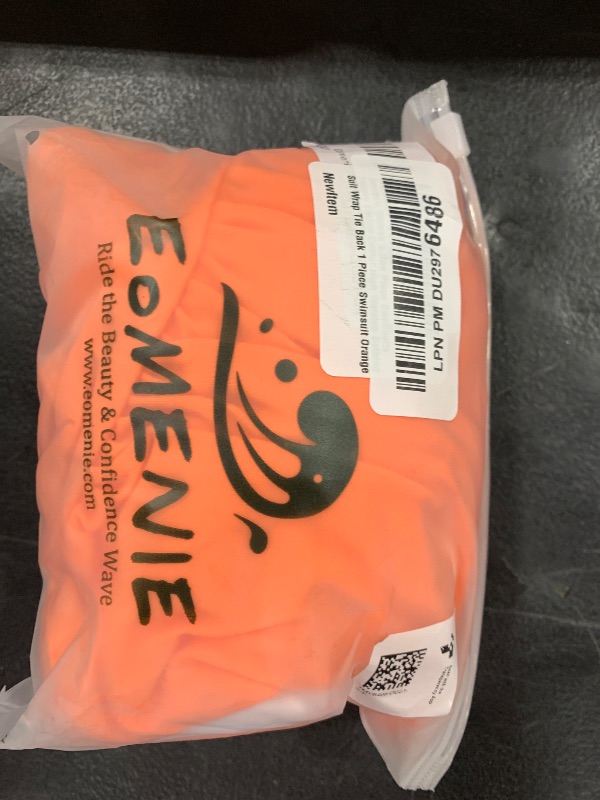 EOMENIE
Ride the Beauty & Confidence Wave
www.eomenie.com
LPN PM DU2976486
Suit Wrap Tie Back 1 Piece Swimsuit Orange
NewItem